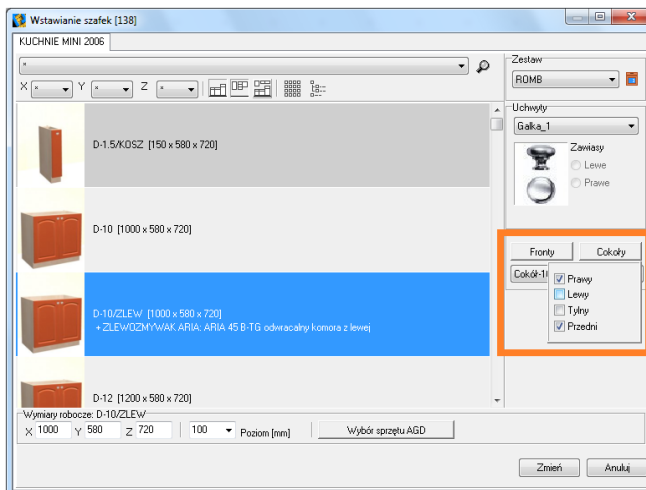 Wstawianie szafek [138]
KUCHNIE MINI 2006
*
X * Y * Z *
D-1.5/KOSZ [150 x 580 x 720]
D-10 [1000 x 580 x 720]
D-10/ZLEW [1000 x 580 x 720]
+ ZLEWOZMYWAK ARIA: ARIA 45 B-TG odwracalny komora z lewej
D-12 [1200 x 580 x 720]
Zestaw
ROMB
Uchwyty
Gałka_1
Zawiasy
Lewe
Prawe
Fronty Cokoły
Cokół-1
Prawy
Lewy
Tylny
Przedni
Wymiary robocze: D-10/ZLEW
X 1000 Y 580 Z 720 100 Poziom [mm] Wybór sprzętu AGD
Zmień Anuluj